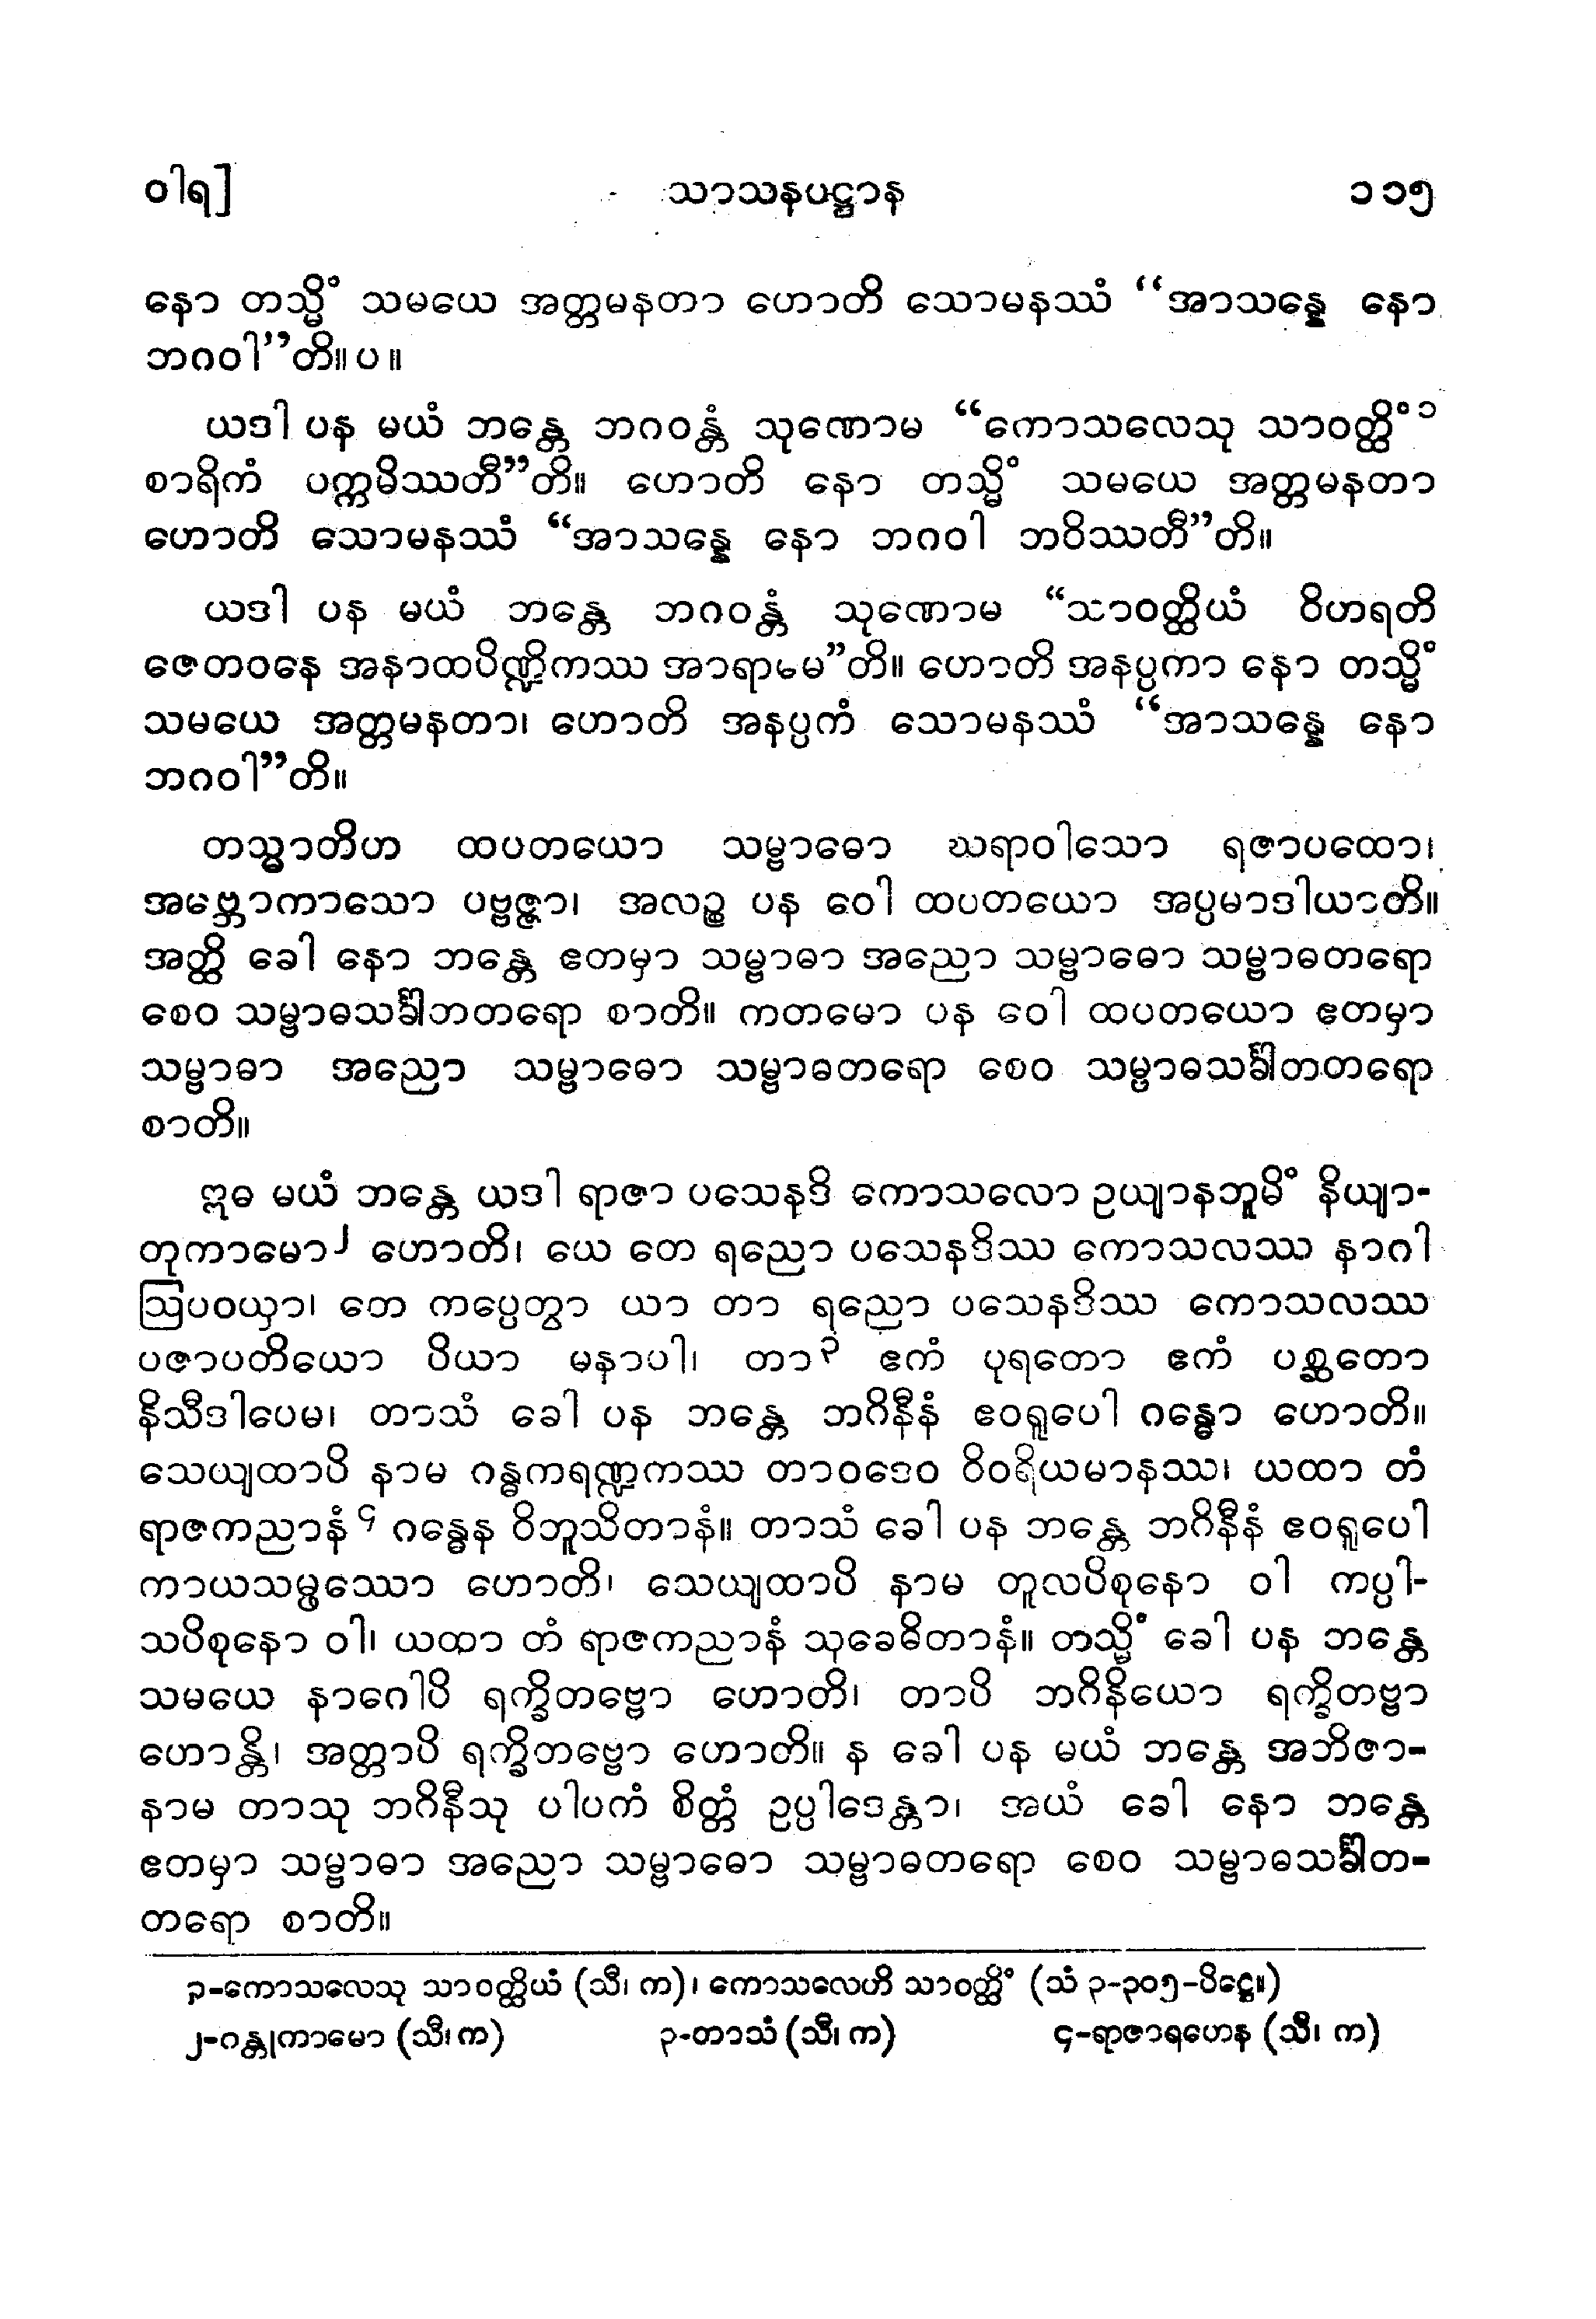 ဝါရ] သာသနပဋ္ဌာန ၁၁၅
နော တသ္မိံ သမယေ အတ္တမနတာ ဟောတိ သောမနဿံ “အာသန္နေ နော
ဘဂဝါ”တိ။ပ။
ယဒါ ပန မယံ ဘန္တေ ဘဂဝန္တံ သုဏောမ “ကောသလေသု သာဝတ္ထိံ၁
စာရိကံ ပက္ကမိဿတီ”တိ။ ဟောတိ နော တသ္မိံ သမယေ အတ္တမနတာ
ဟောတိ သောမနဿံ “အာသန္နေ နော ဘဂဝါ ဘဝိဿတီ”တိ။
ယဒါ ပန မယံ ဘန္တေ ဘဂဝန္တံ သုဏောမ “သာဝတ္ထိယံ ဝိဟရတိ
ဇေတဝနေ အနာထပိဏ္ဍိကဿ အာရာမေ”တိ။ ဟောတိ အနပ္ပကာ နော တသ္မိံ
သမယေ အတ္တမနတာ၊ ဟောတိ အနပ္ပကံ သောမနဿံ “အာသန္နေ နော
ဘဂဝါ”တိ။
တသ္မာတိဟ ထပတယော သမ္ဗာဓော ဃရာဝါသော ရဇာပထော၊
အဗ္ဘောကာသော ပဗ္ဗဇ္ဇာ၊ အလဉ္စ ပန ဝေါ ထပတယော အပ္ပမာဒါယာတိ။
အတ္ထိ ခေါ နော ဘန္တေ ဧတမှာ သမ္ဗာဓာ အညော သမ္ဗာဓော သမ္ဗာဓတရော
စေဝ သမ္ဗာဓသင်္ခါဘတရော စာတိ။ ကတမော ပန ဝေါ ထပတယော ဧတမှာ
သမ္ဗာဓာ အညော သမ္ဗာဓော သမ္ဗာဓတရော စေဝ သမ္ဗာဓသင်္ခါတတရော
စာတိ။
ဣဓ မယံ ဘန္တေ ယဒါ ရာဇာ ပသေနဒိ ကောသလော ဥယျာနဘူမိံ နိယျာ-
တုကာမော၂ ဟောတိ၊ ယေ တေ ရညော ပသေနဒိဿ ကောသလဿ နာဂါ
ဩပဝယှာ၊ တေ ကပ္ပေတွာ ယာ တာ ရညော ပသေနဒိဿ ကောသလဿ
ပဇာပတိယော ပိယာ မနာပါ၊ တာ၃ ဧကံ ပုရတော ဧကံ ပစ္ဆတော
နိသီဒါပေမ၊ တာသံ ခေါ ပန ဘန္တေ ဘဂိနီနံ ဧဝရူပေါ ဂန္ဓော ဟောတိ။
သေယျထာပိ နာမ ဂန္ဓကရဏ္ဍကဿ တာဝဒေဝ ဝိဝရိယမာနဿ၊ ယထာ တံ
ရာဇကညာနံ၄ ဂန္ဓေန ဝိဘူသိတာနံ။ တာသံ ခေါ ပန ဘန္တေ ဘဂိနီနံ ဧဝရူပေါ
ကာယသမ္ဖဿော ဟောတိ၊ သေယျထာပိ နာမ တူလပိစုနော ဝါ ကပ္ပါ-
သပိစုနော ဝါ၊ ယထာ တံ ရာဇကညာနံ သုခေဓိတာနံ။ တသ္မိံ ခေါ ပန ဘန္တေ
သမယေ နာဂေါပိ ရက္ခိတဗ္ဗော ဟောတိ၊ တာပိ ဘဂိနိယော ရက္ခိတဗ္ဗာ
ဟောန္တိ၊ အတ္တာပိ ရက္ခိတဗ္ဗော ဟောတိ။ န ခေါ ပန မယံ ဘန္တေ အဘိဇာ-
နာမ တာသု ဘဂိနီသု ပါပကံ စိတ္တံ ဥပ္ပါဒေန္တာ၊ အယံ ခေါ နော ဘန္တေ
ဧတမှာ သမ္ဗာဓာ အညော သမ္ဗာဓော သမ္ဗာဓတရော စေဝ သမ္ဗာဓသင်္ခါတ-
တရော စာတိ။
၁-ကောသလေသု သာဝတ္ထိယံ (သီ၊ က)၊ ကောသလေဟိ သာဝတ္ထိံ (သံ ၃-၃၀၅-ပိဋ္ဌေ။)
၂-ဂန္တုကာမော (သီ၊ က) ၃-တာသံ (သီ၊ က) ၄-ရာဇာရဟေန (သီ၊ က)